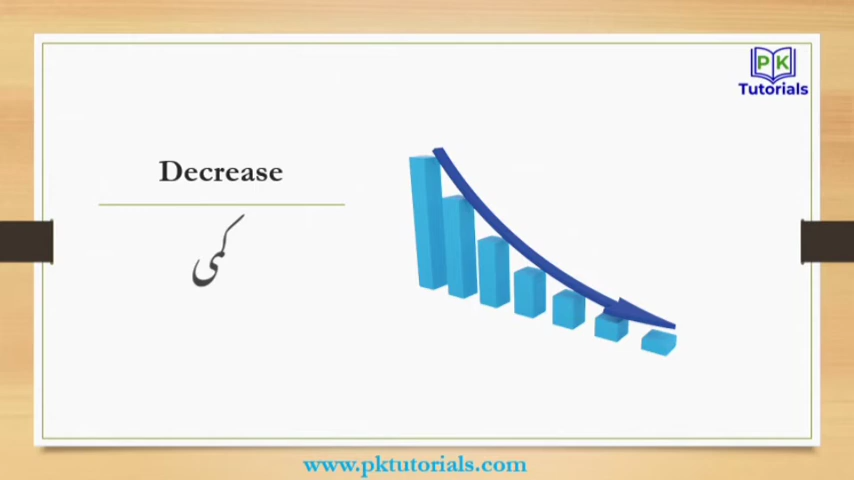 PK
Tutorials
Decrease
کمی
www.pktutorials.com